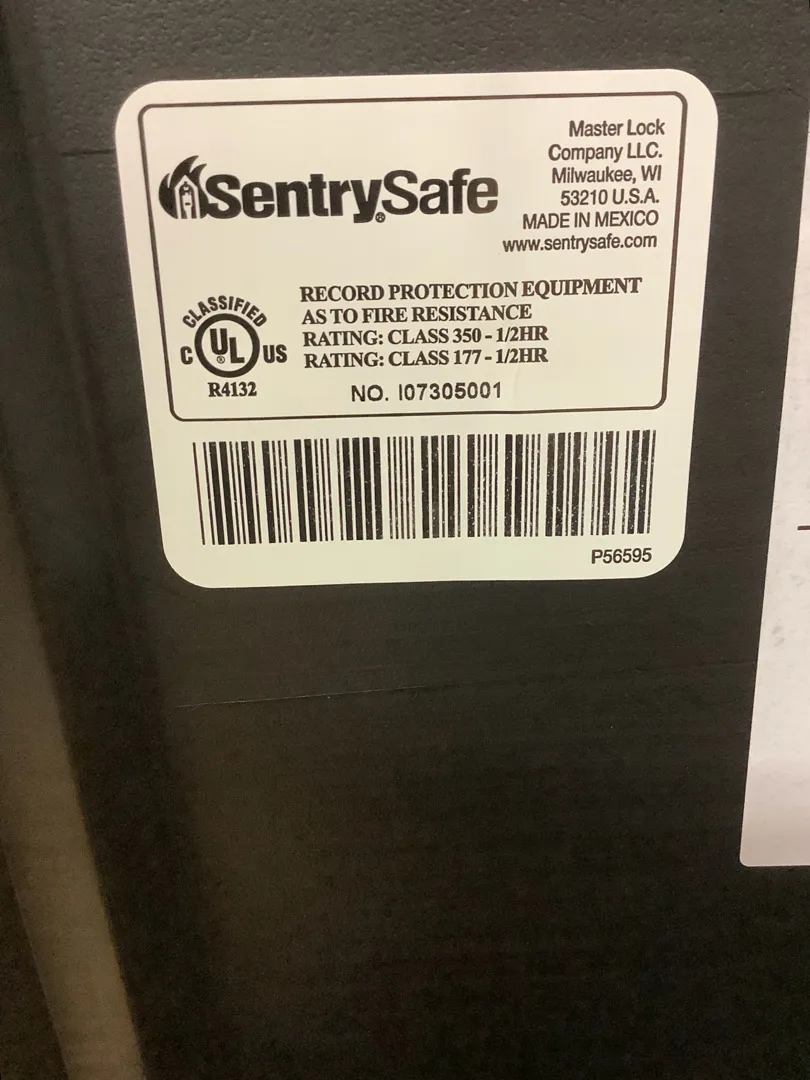 SentrySafe
Master Lock
Company LLC.
Milwaukee, WI
53210 U.S.A.
MADE IN MEXICO
www.sentrysafe.com
CLASSIFIED
C UL® US
R4132
RECORD PROTECTION EQUIPMENT
AS TO FIRE RESISTANCE
RATING: CLASS 350 - 1/2HR
RATING: CLASS 177 - 1/2HR
NO. I07305001
P56595